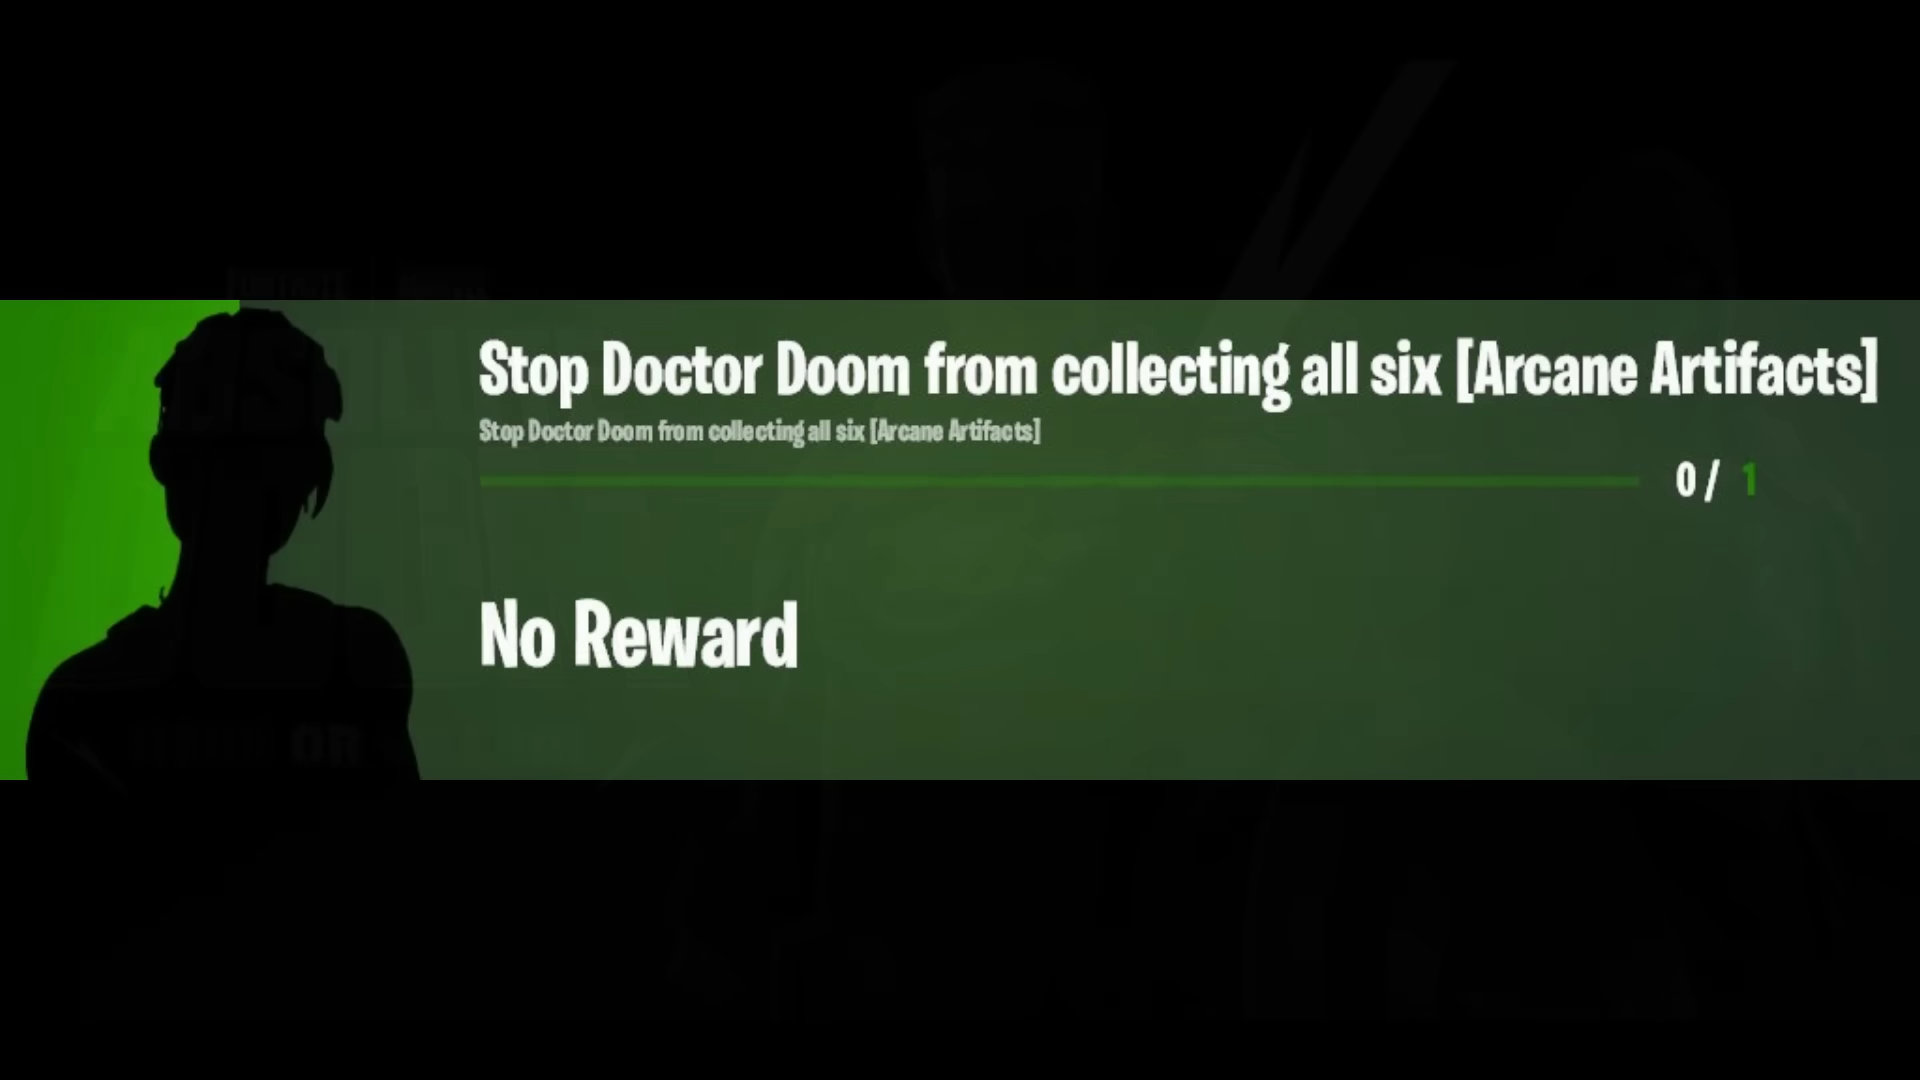 Stop Doctor Doom from collecting all six [Arcane Artifacts]
Stop Doctor Doom from collecting all six [Arcane Artifacts]
0 / 1
No Reward
OR